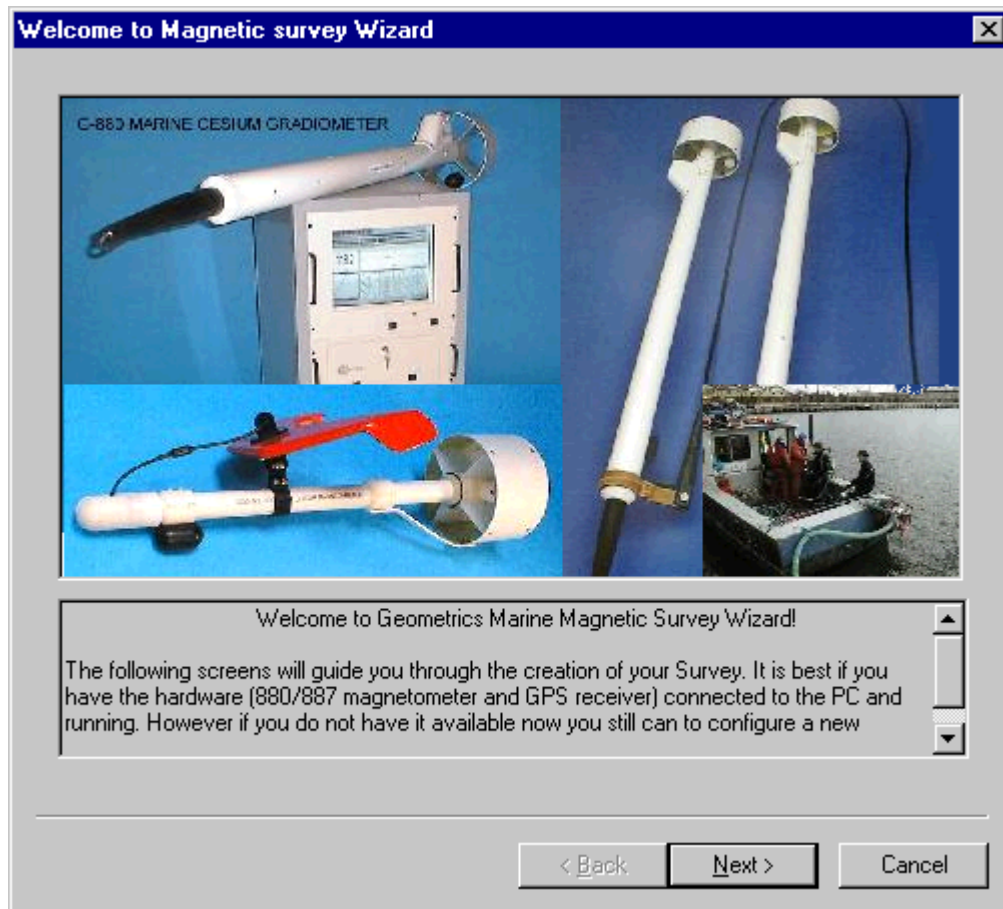 Welcome to Magnetic survey Wizard
G-880 MARINE CESIUM GRADIOMETER
Welcome to Geometrics Marine Magnetic Survey Wizard!
The following screens will guide you through the creation of your Survey. It is best if you
have the hardware (880/887 magnetometer and GPS receiver) connected to the PC and
running. However if you do not have it available now you still can to configure a new
< Back
Next >
Cancel